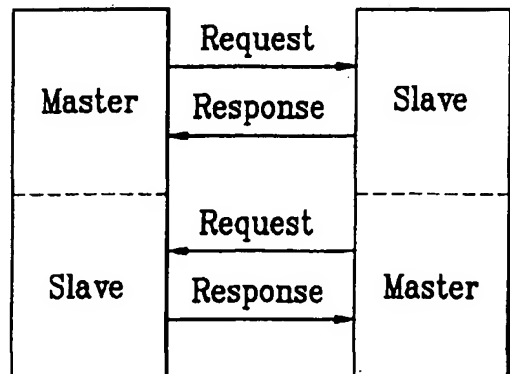 Request
Master
Response
Slave
Request
Slave
Response
Master